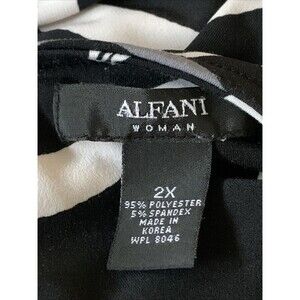 ALFANI
WOMAN
2X
95% POLYESTER
5% SPANDEX
MADE IN
KOREA
WPL 8046